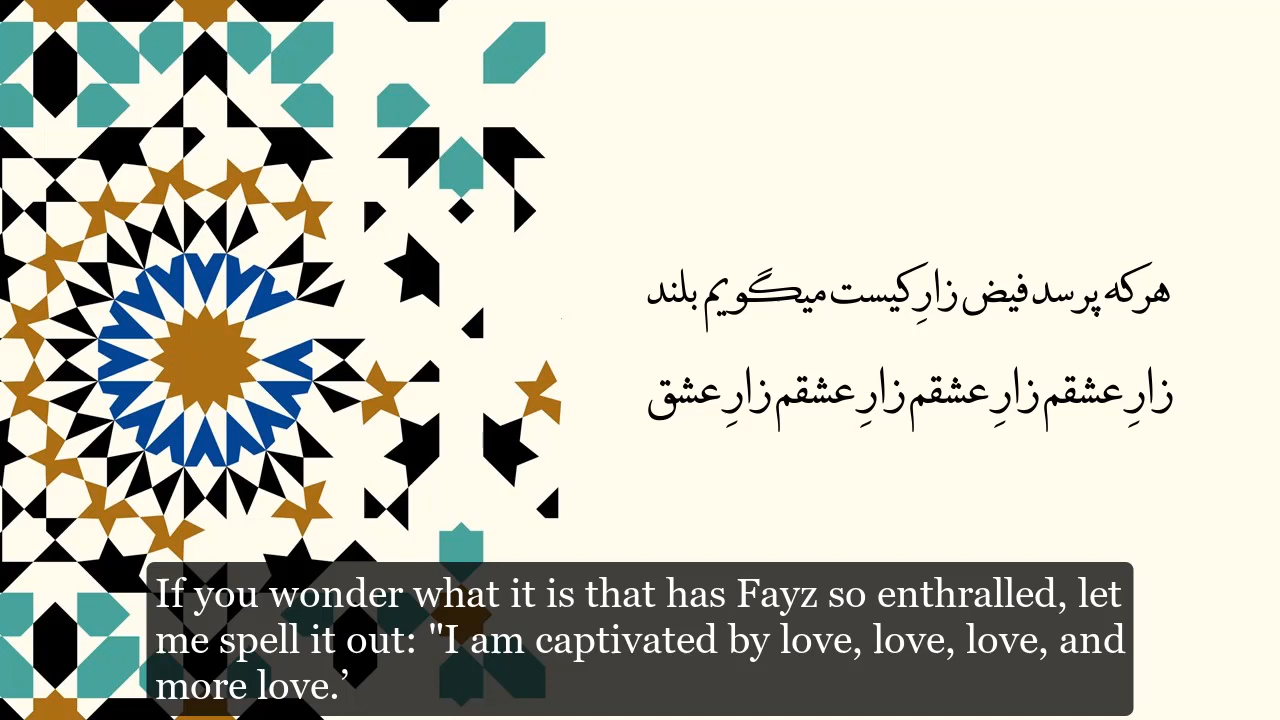 هرکه پرسد فیض زارِ کیست میگویم بلند
زارِ عشقم زارِ عشقم زارِ عشقم زارِ عشق
If you wonder what it is that has Fayz so enthralled, let
me spell it out: "I am captivated by love, love, love, and
more love.’